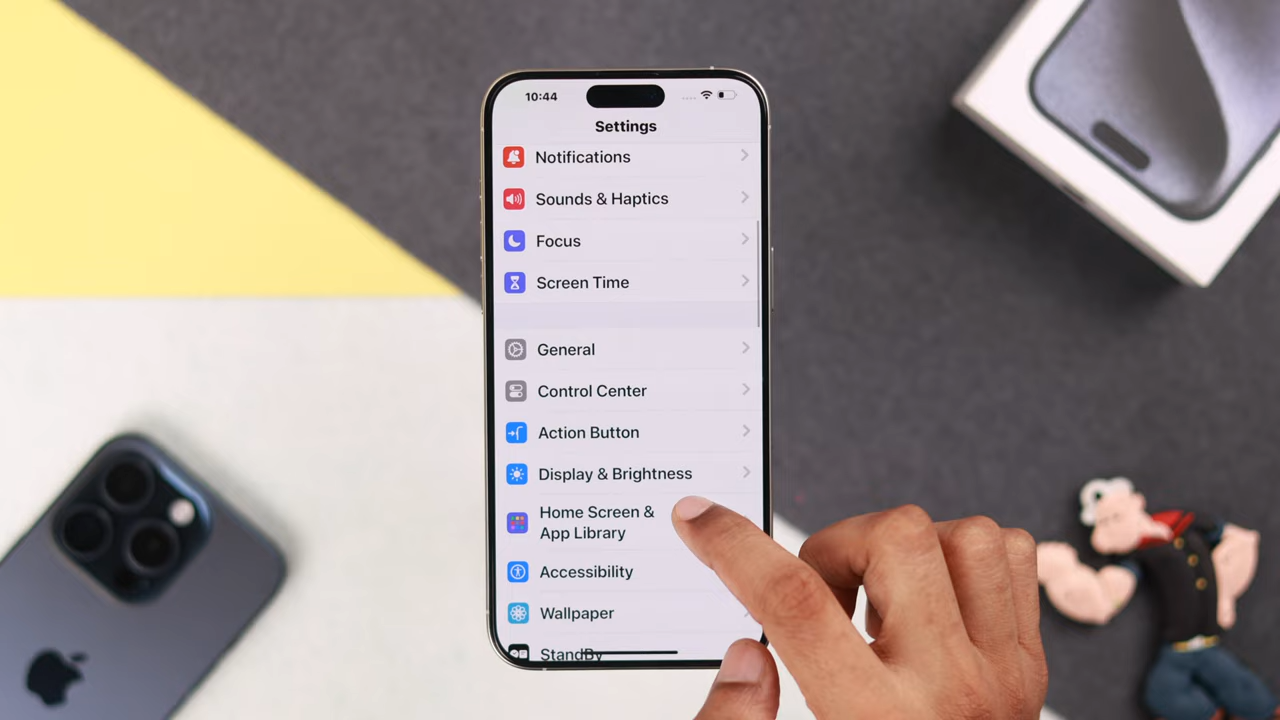 10:44
Settings
Notifications
Sounds & Haptics
Focus
Screen Time
General
Control Center
Action Button
Display & Brightness
Home Screen &
App Library
Accessibility
Wallpaper
StandBy